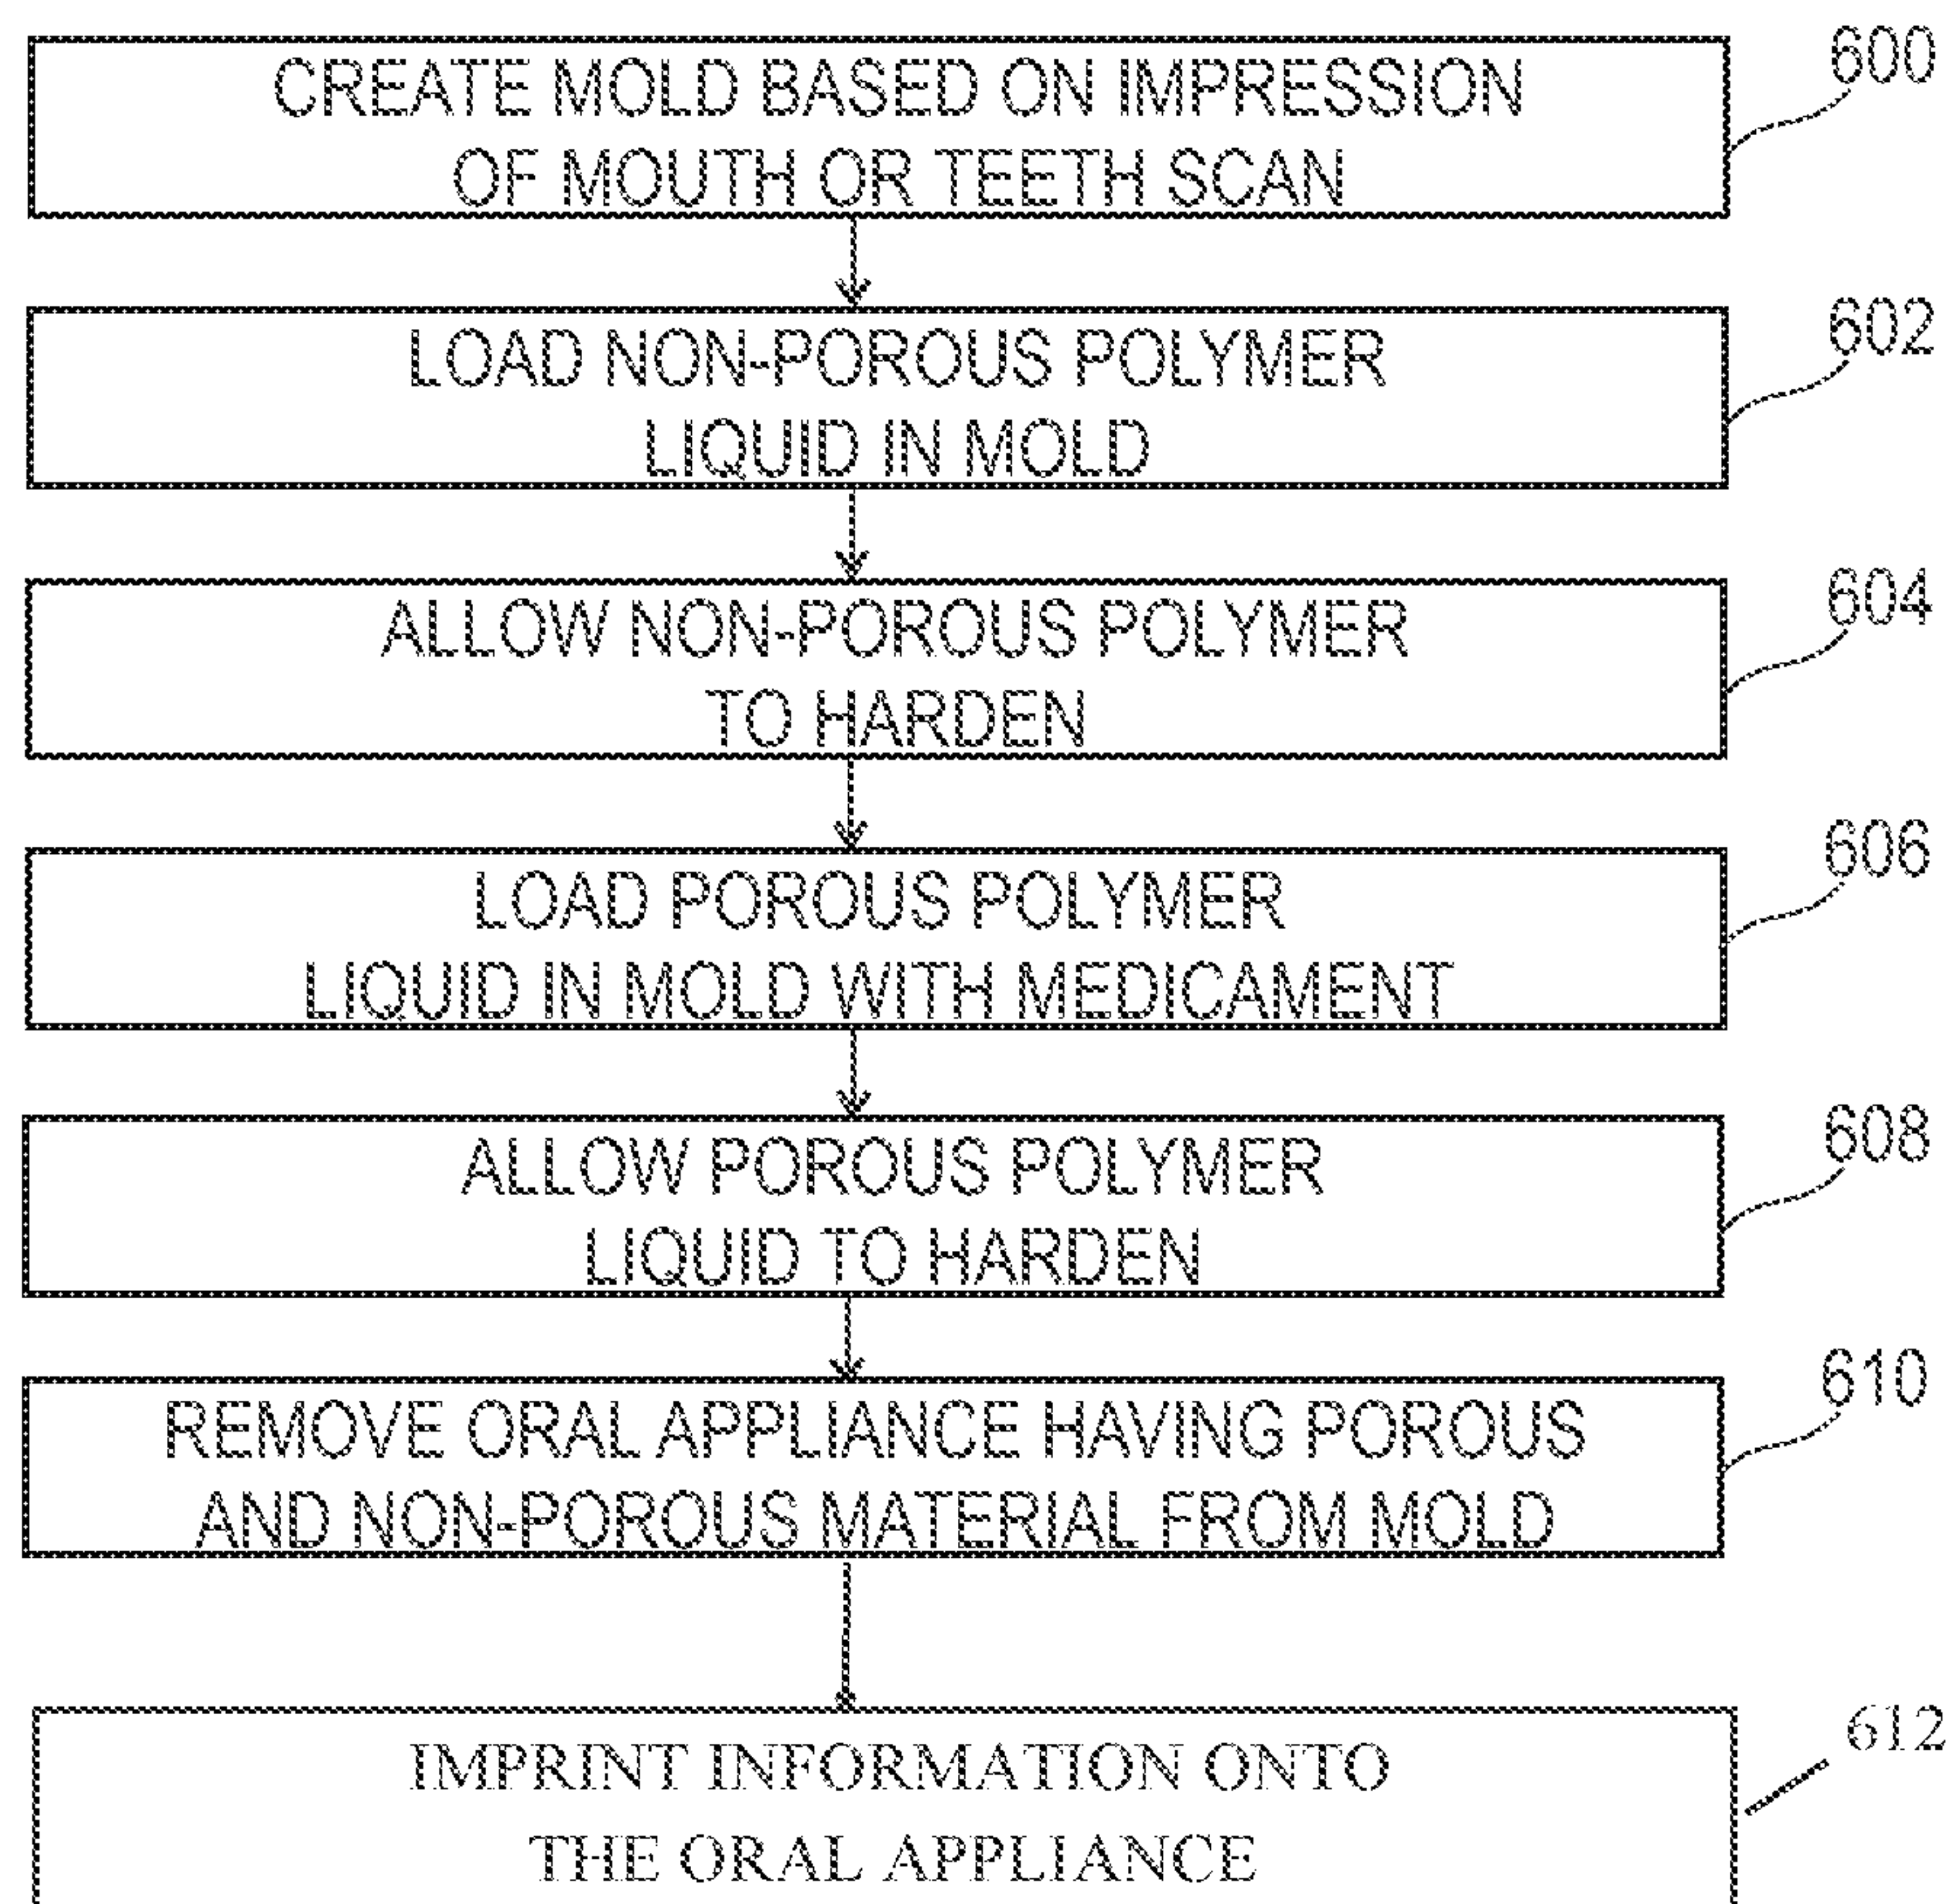 CREATE MOLD BASED ON IMPRESSION
OF MOUTH OR TEETH SCAN
600
LOAD NON-POROUS POLYMER
LIQUID IN MOLD
602
ALLOW NON-POROUS POLYMER
TO HARDEN
604
LOAD POROUS POLYMER
LIQUID IN MOLD WITH MEDICAMENT
606
ALLOW POROUS POLYMER
LIQUID TO HARDEN
608
REMOVE ORAL APPLIANCE HAVING POROUS
AND NON-POROUS MATERIAL FROM MOLD
610
IMPRINT INFORMATION ONTO
THE ORAL APPLIANCE
612